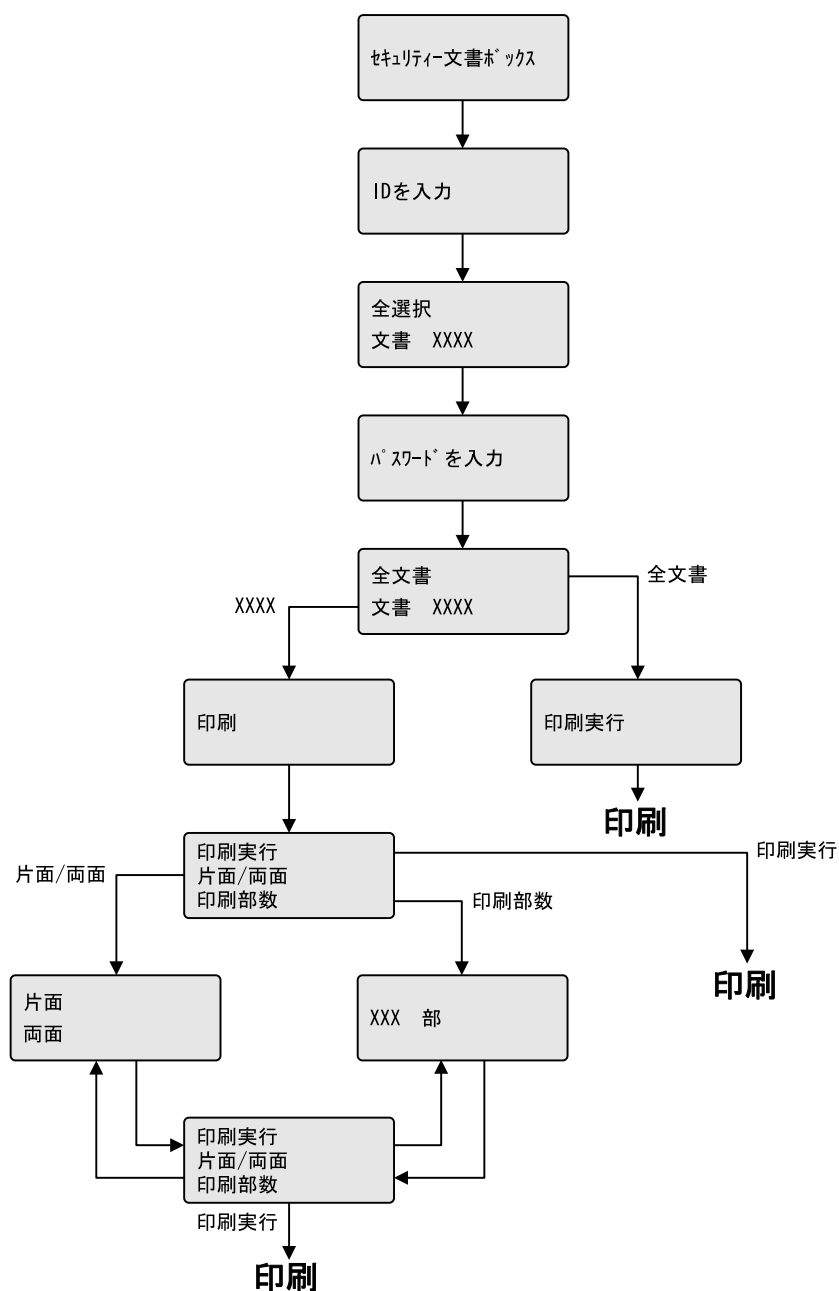 セキュリティー文書ボックス
IDを入力
全選択
文書　XXXX
パスワードを入力
全文書
文書　XXXX
全文書
XXXX
印刷
印刷実行
印刷
印刷実行
片面/両面
印刷部数
印刷実行
片面/両面
印刷部数
印刷
片面
両面
XXX　部
印刷実行
片面/両面
印刷部数
印刷実行
印刷